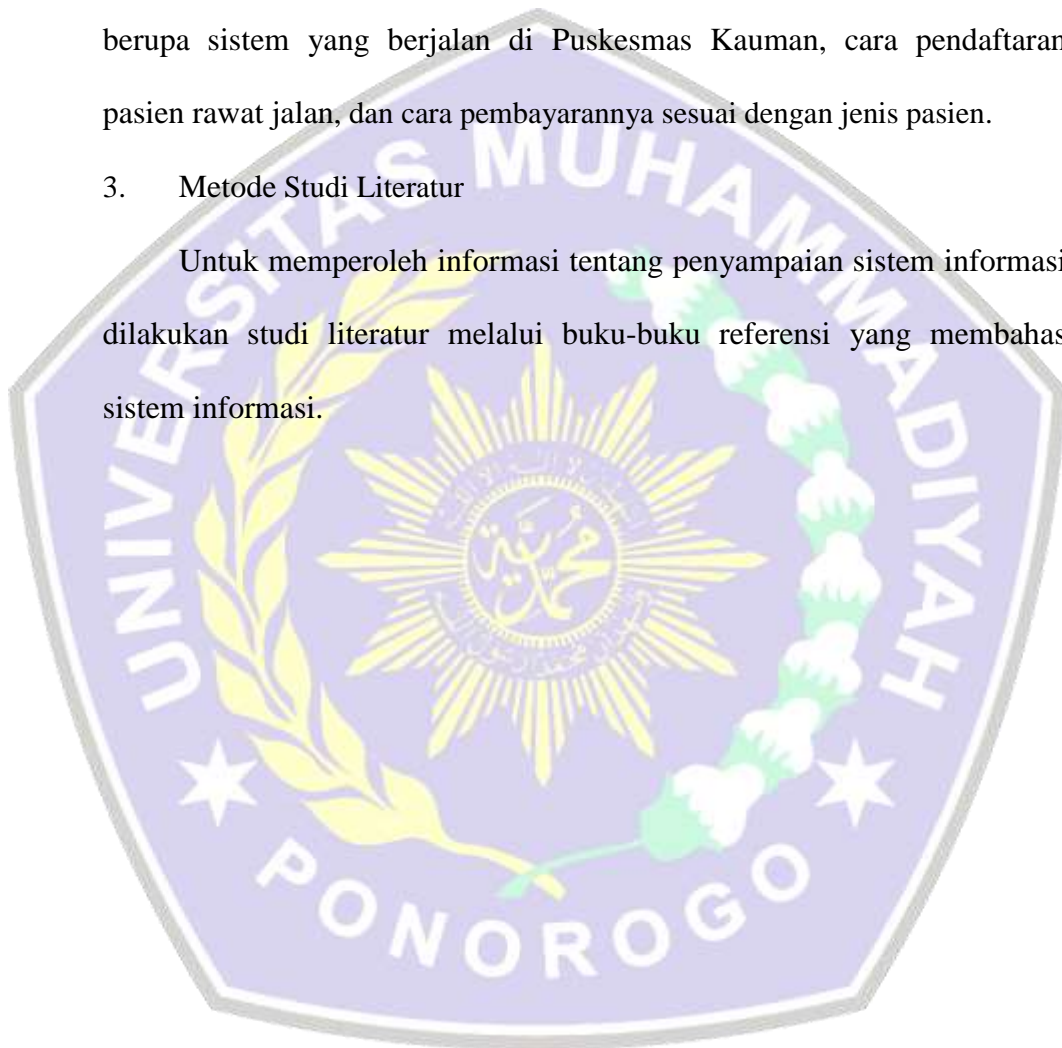 berupa sistem yang berjalan di Puskesmas Kauman, cara pendaftaran
pasien rawat jalan, dan cara pembayarannya sesuai dengan jenis pasien.
3. Metode Studi Literatur
Untuk memperoleh informasi tentang penyampaian sistem informasi
dilakukan studi literatur melalui buku-buku referensi yang membahas
sistem informasi.
UNIVERSITAS MUHAMMADIYAH
محمدية
PONOROGO